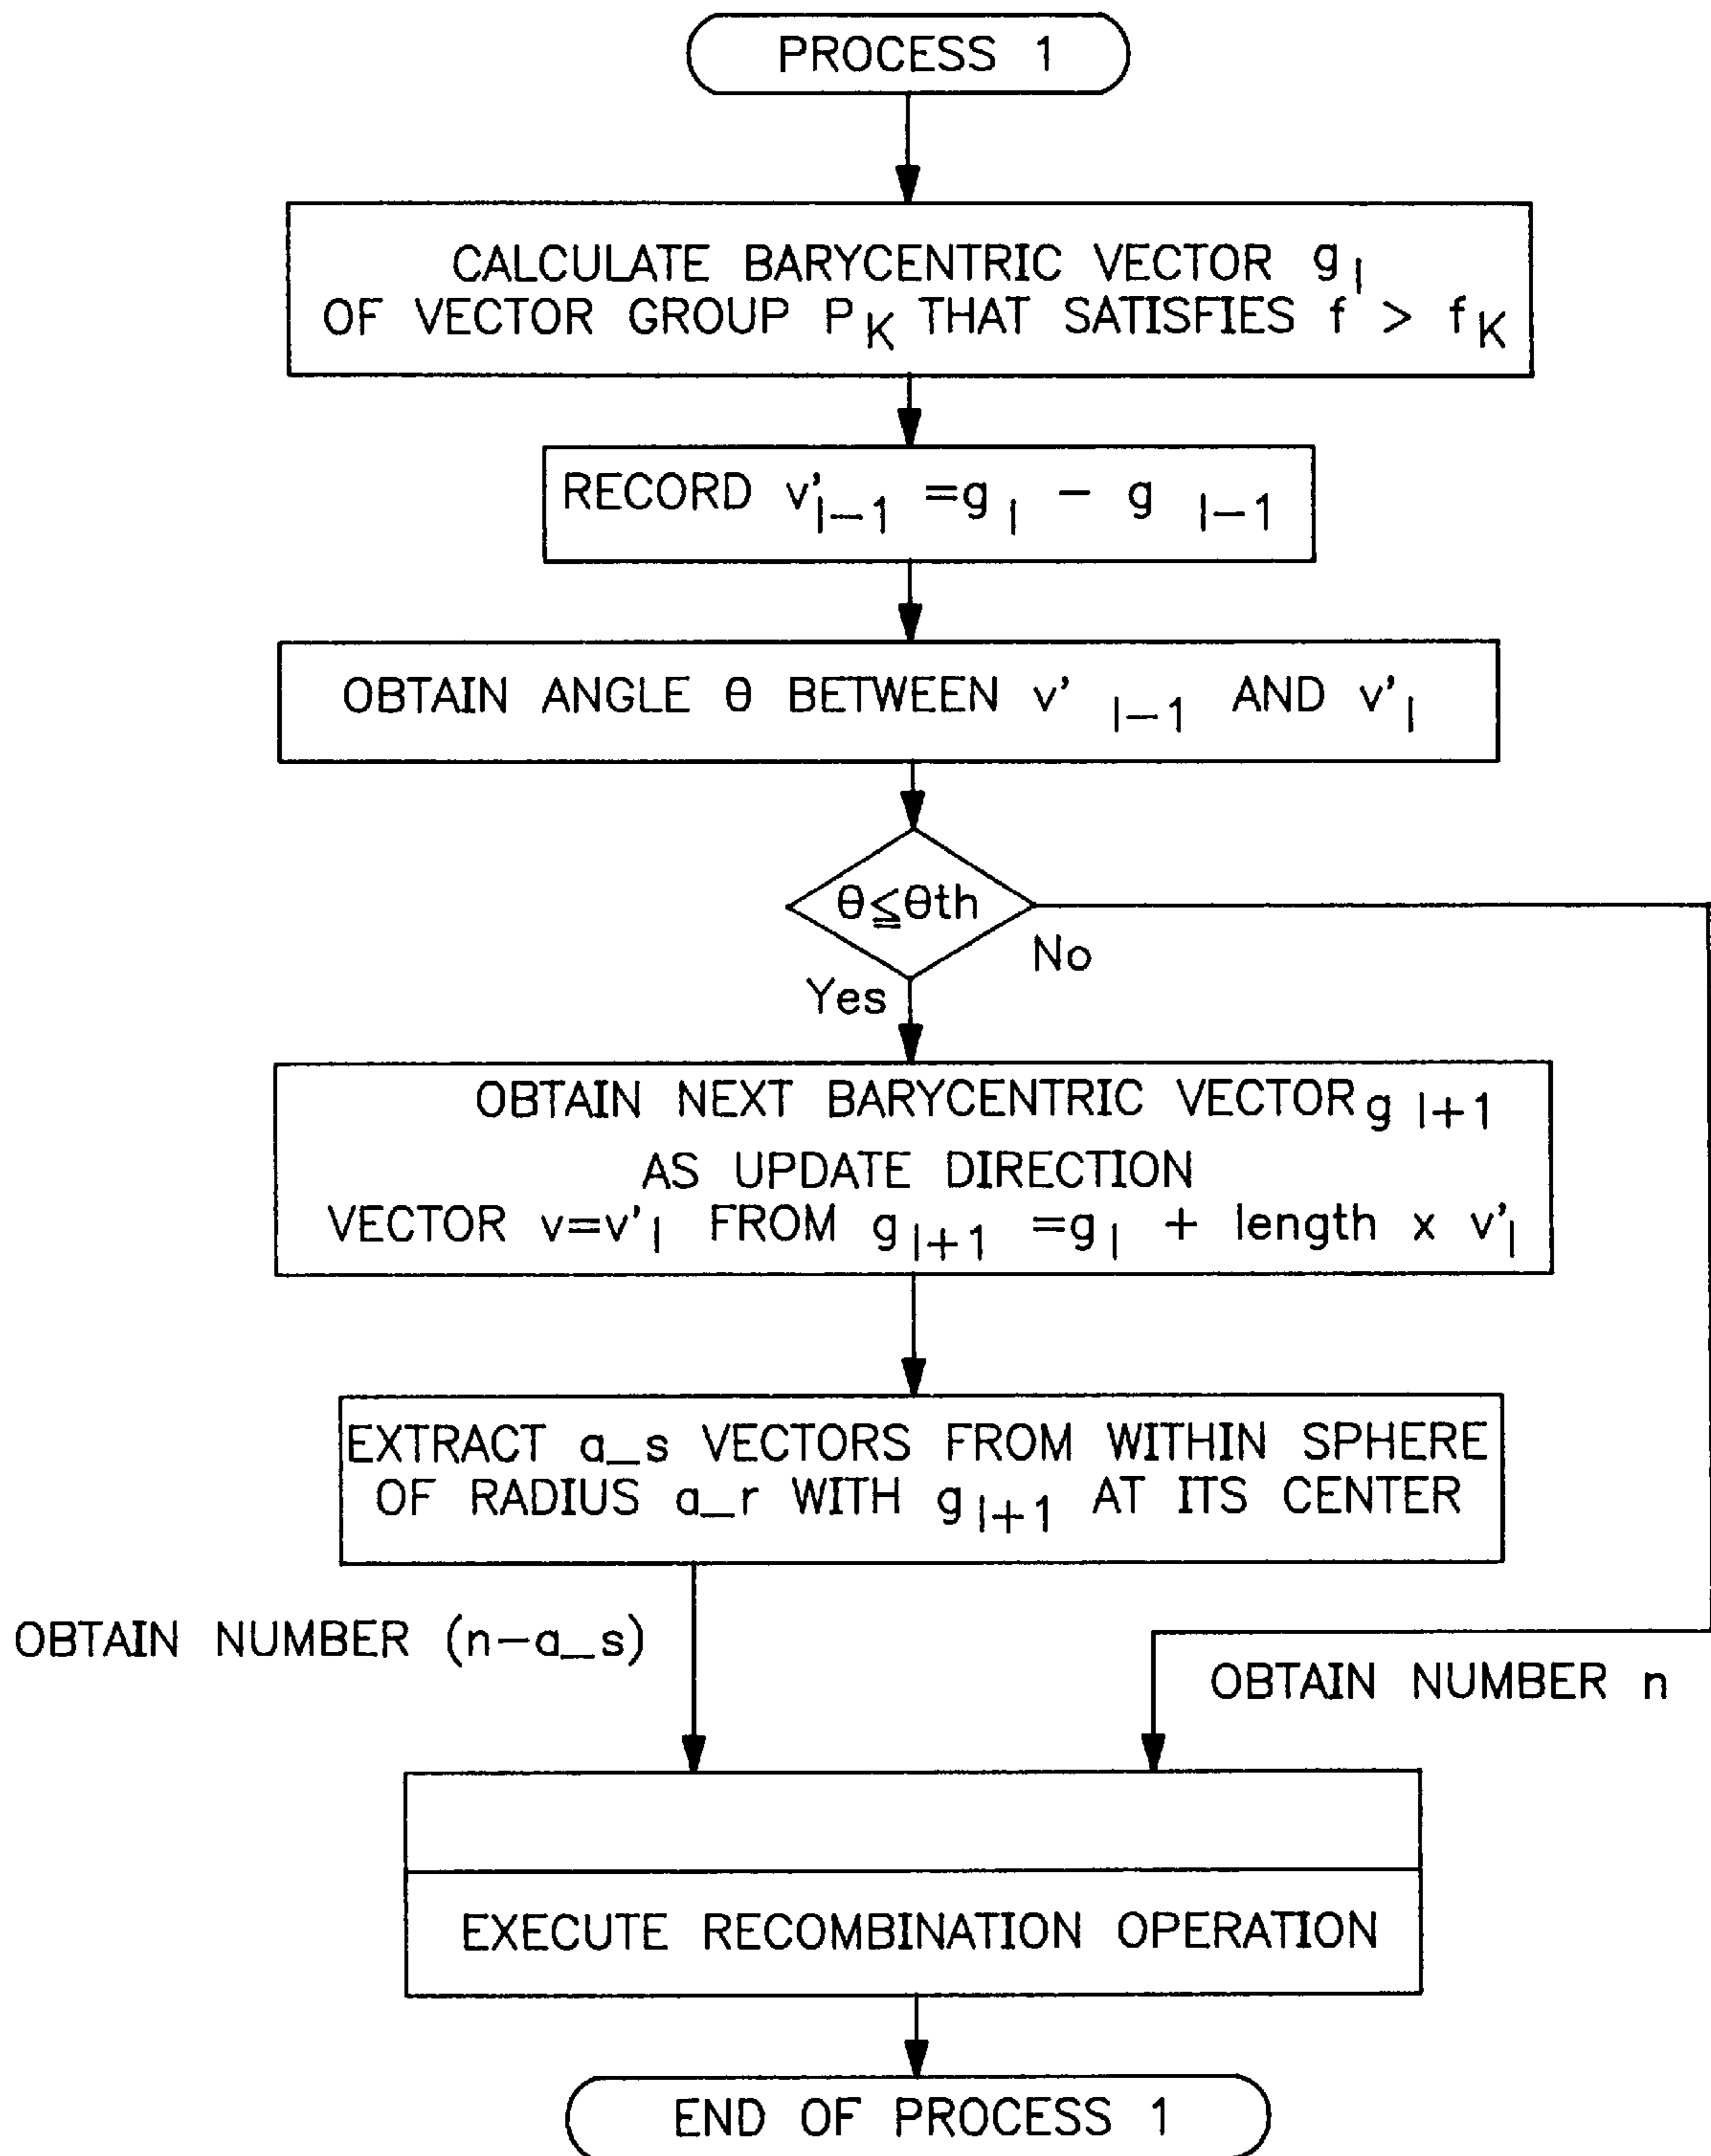 PROCESS 1
CALCULATE BARYCENTRIC VECTOR g l
OF VECTOR GROUP P K THAT SATISFIES f > f K
RECORD v' l-1 =g l - g l-1
OBTAIN ANGLE θ BETWEEN v' l-1 AND v' l
θ≦θth
No
Yes
OBTAIN NEXT BARYCENTRIC VECTOR g l+1
AS UPDATE DIRECTION
VECTOR v=v' l FROM g l+1 =g l + length x v' l
EXTRACT a_s VECTORS FROM WITHIN SPHERE
OF RADIUS a_r WITH g l+1 AT ITS CENTER
OBTAIN NUMBER (n-a_s)
OBTAIN NUMBER n
EXECUTE RECOMBINATION OPERATION
END OF PROCESS 1